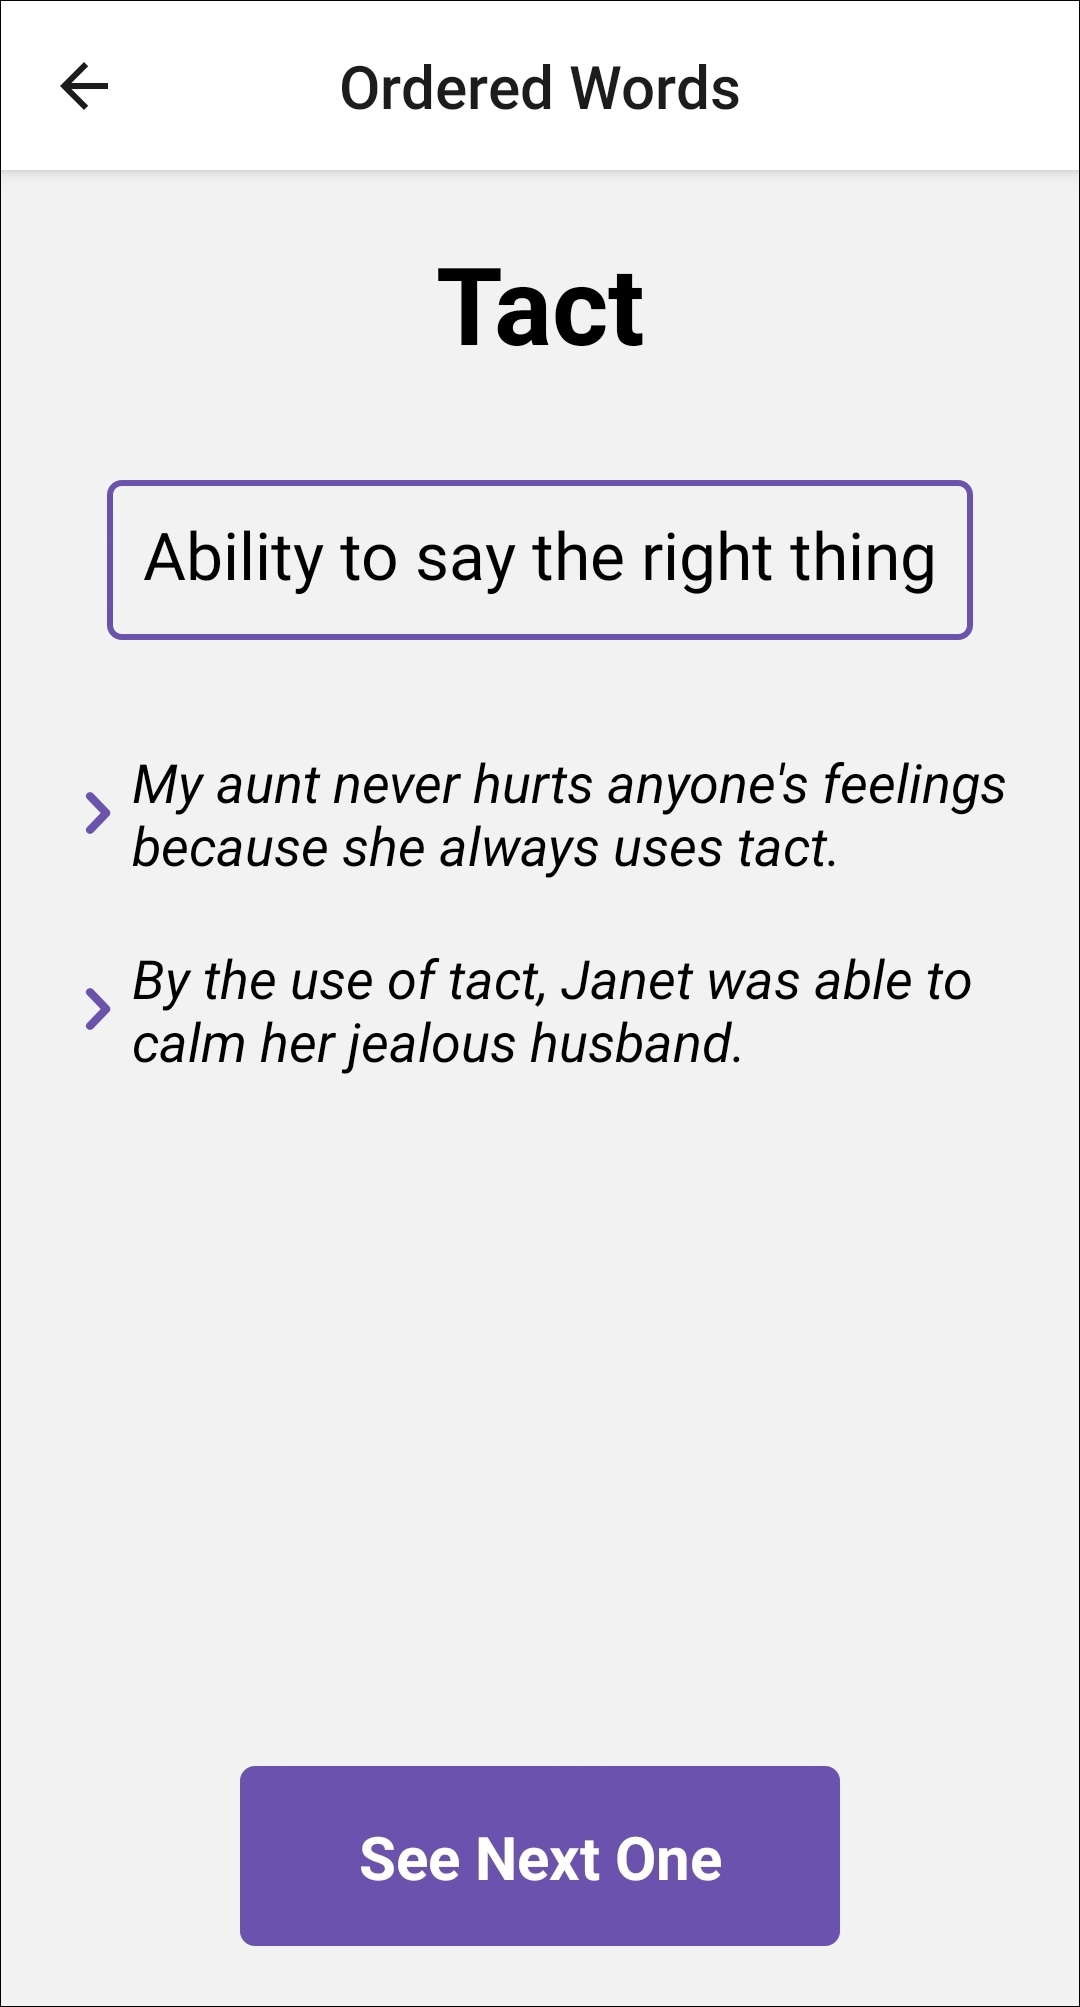 Ordered Words
Tact
Ability to say the right thing
My aunt never hurts anyone's feelings
because she always uses tact.
By the use of tact, Janet was able to
calm her jealous husband.
See Next One